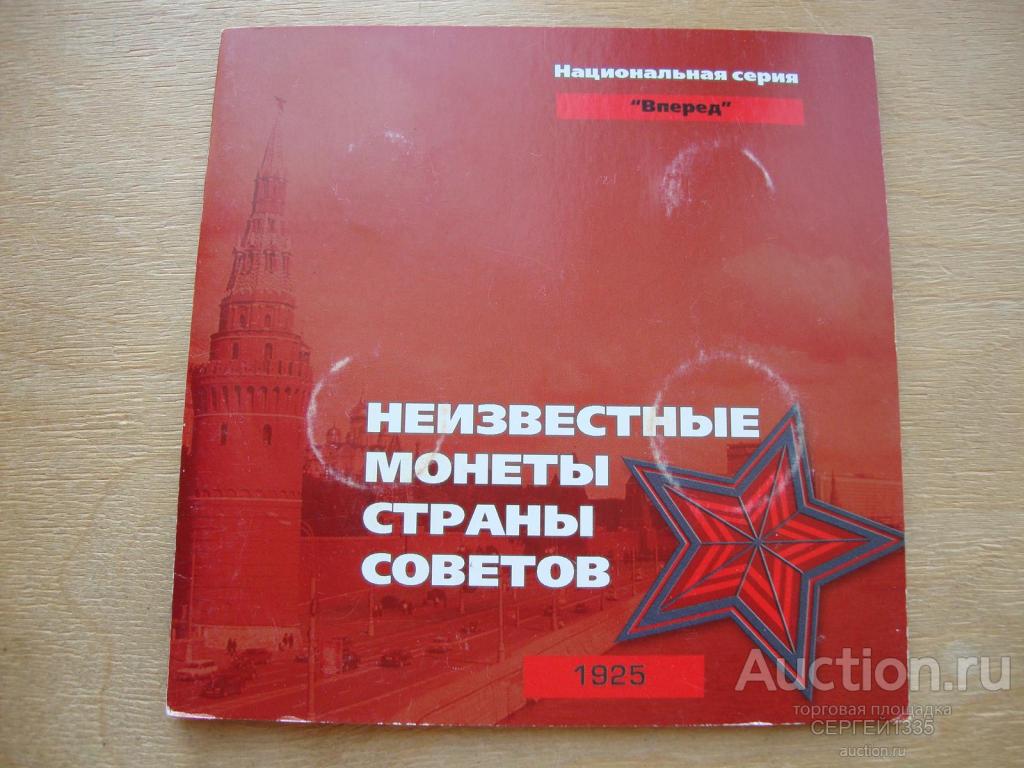 Национальная серия
"Вперед"
НЕИЗВЕСТНЫЕ
МОНЕТЫ
СТРАНЫ
СОВЕТОВ
1925
Auction.ru
торговая площадка
СЕРГЕЙ1335
auction.ru